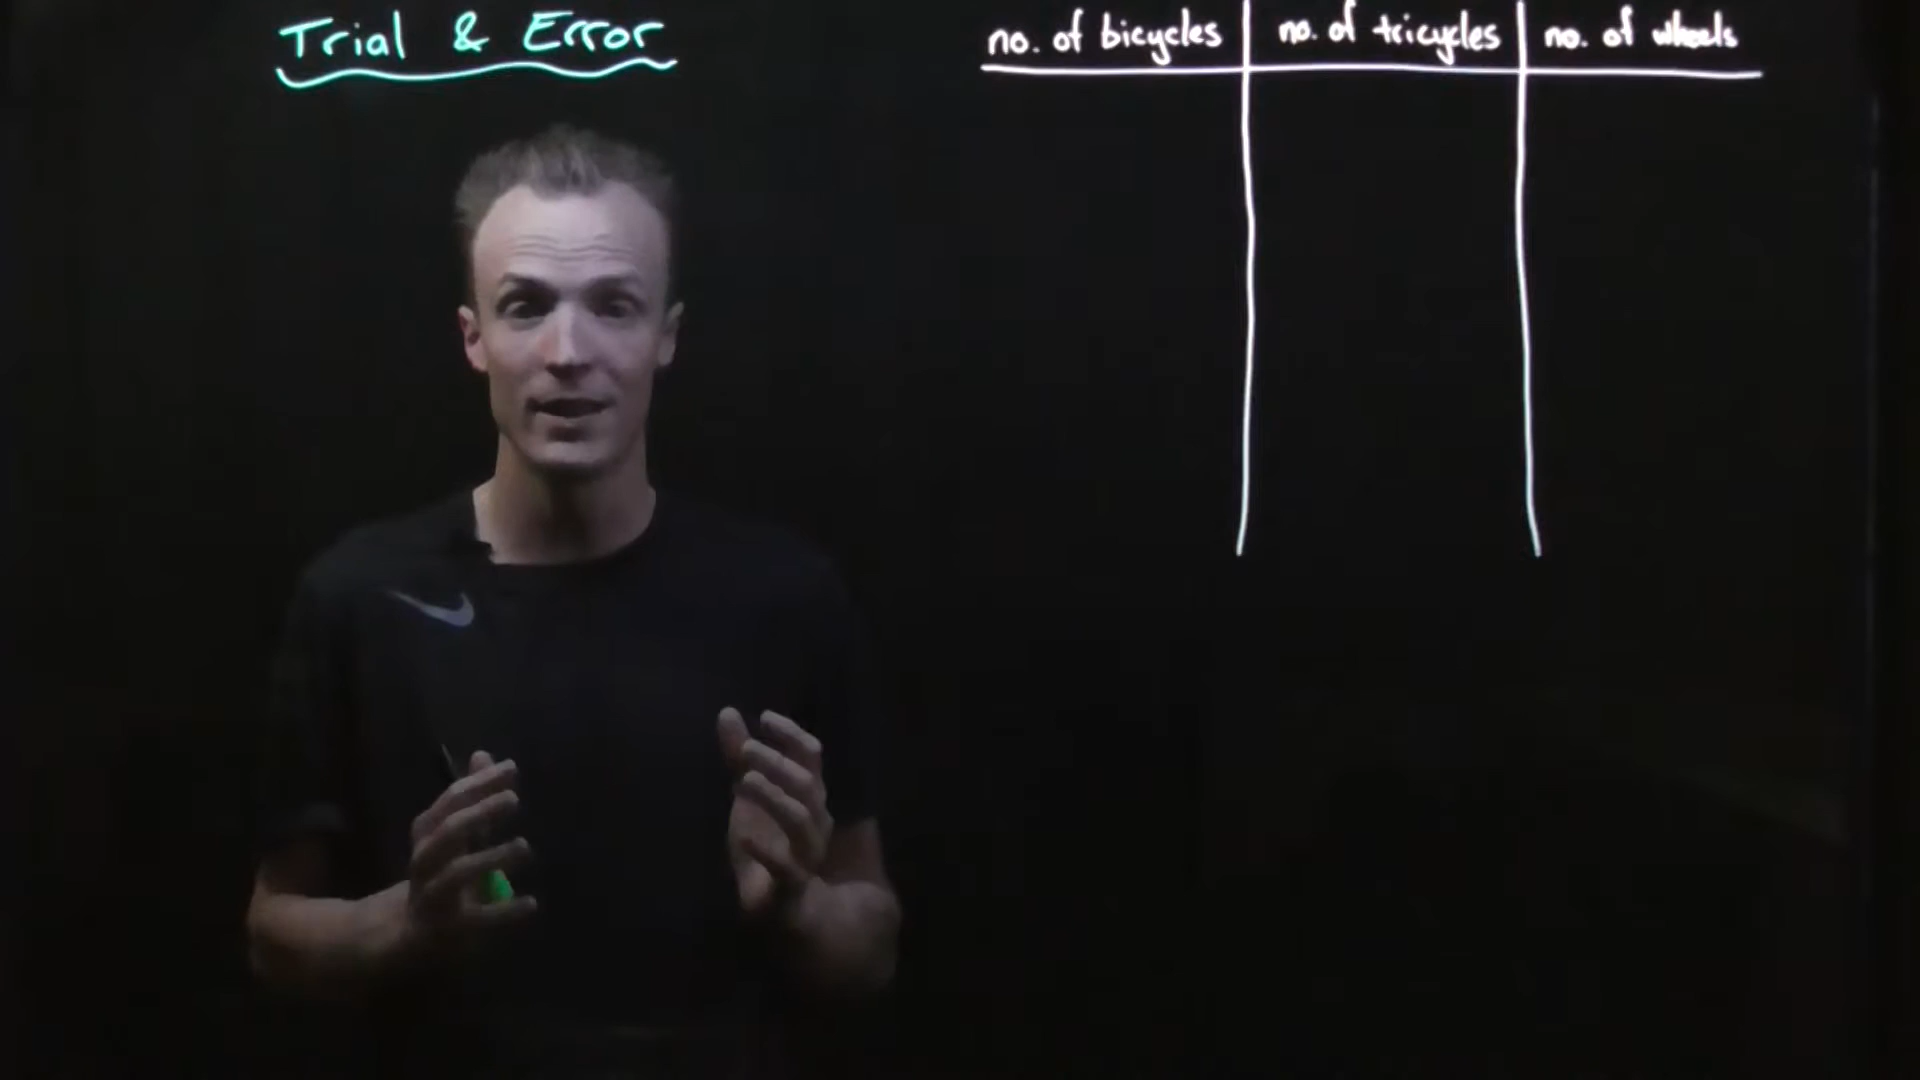 Trial & Error
no. of bicycles no. of tricycles no. of wheels